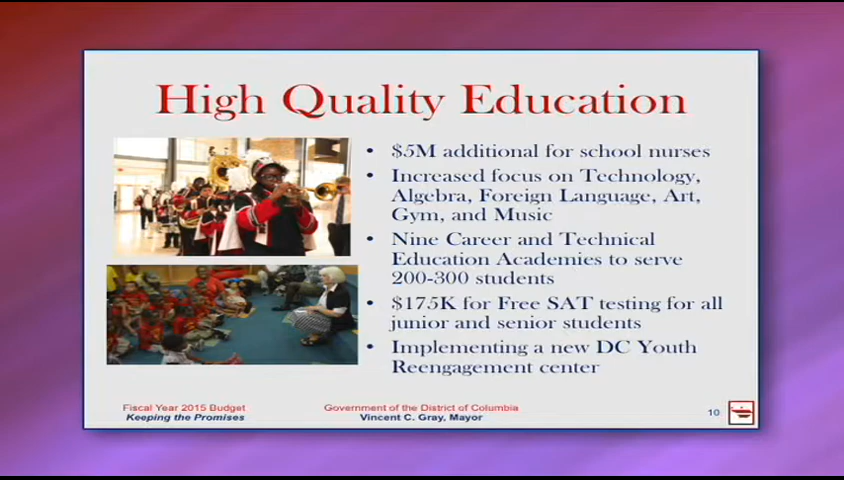 High Quality Education
• $5M additional for school nurses
• Increased focus on Technology,
Algebra, Foreign Language, Art,
Gym, and Music
• Nine Career and Technical
Education Academies to serve
200-300 students
• $175K for Free SAT testing for all
junior and senior students
• Implementing a new DC Youth
Reengagement center
Fiscal Year 2015 Budget
Keeping the Promises
Government of the District of Columbia
Vincent C. Gray, Mayor
10